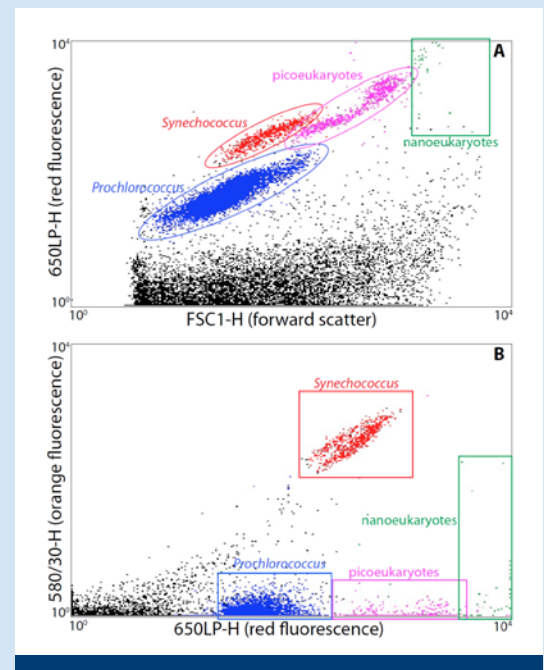 10⁴
A
picoeukaryotes
Synechococcus
nanoeukaryotes
Prochlorococcus
650LP-H (red fluorescence)
10⁰
10⁰
FSC1-H (forward scatter)
10⁴
10⁴
B
Synechococcus
nanoeukaryotes
Prochlorococcus
picoeukaryotes
580/30-H (orange fluorescence)
10⁰
10⁰
650LP-H (red fluorescence)
10⁴